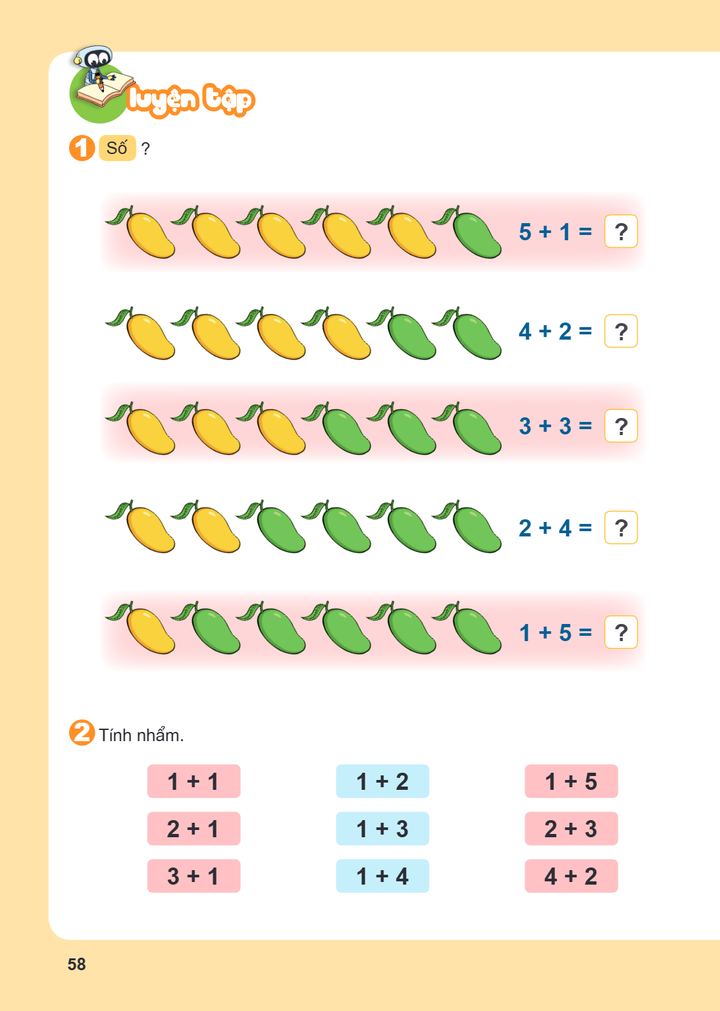 luyện tập
1 Số ?
5 + 1 = ?
4 + 2 = ?
3 + 3 = ?
2 + 4 = ?
1 + 5 = ?
2 Tính nhẩm.
1 + 1 1 + 2 1 + 5
2 + 1 1 + 3 2 + 3
3 + 1 1 + 4 4 + 2
58